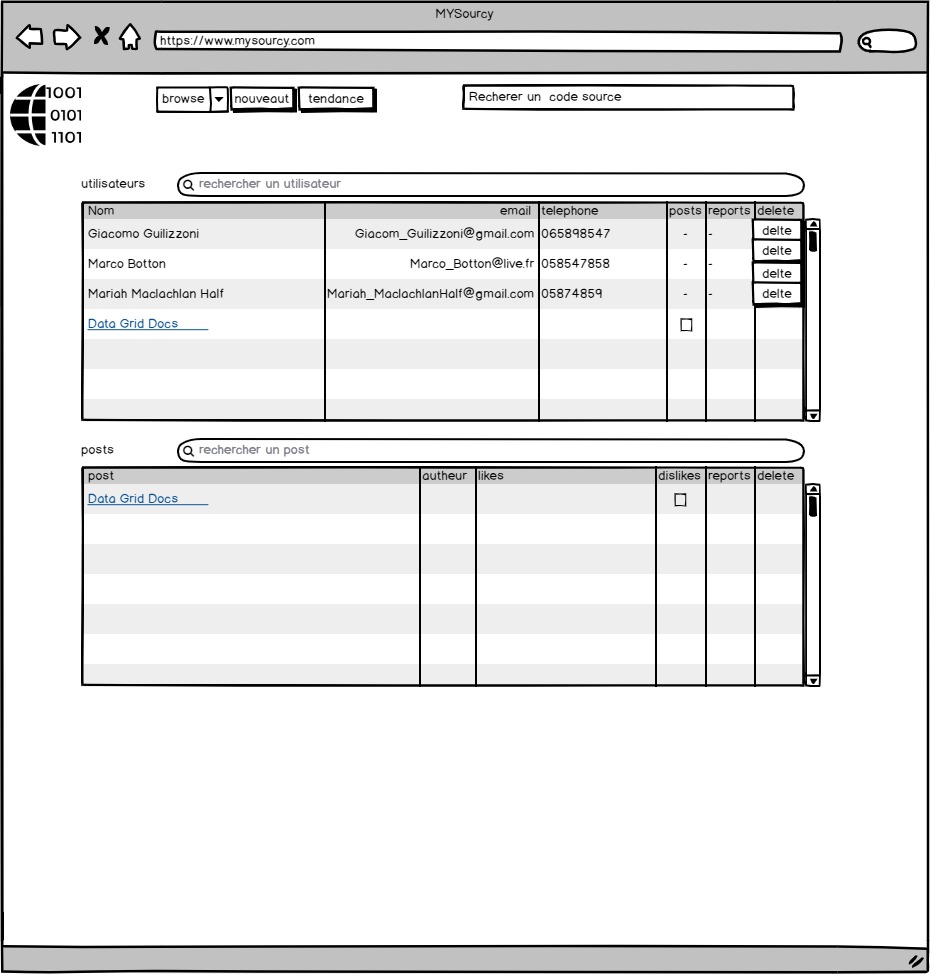 MYSourcy
https://www.mysourcy.com
1001
0101
1101
browse nouveaut tendance
Recherer un code source
utilisateurs rechercher un utilisateur
Nom email telephone posts reports delete
Giacomo Guilizzoni Giacom_Guilizzoni@gmail.com 065898547 - - delte
delte
Marco Botton Marco_Botton@live.fr 058547858 - - delte
Mariah Maclachlan Half Mariah_MaclachlanHalf@gmail.com 05874859 - - delte
Data Grid Docs
posts rechercher un post
post autheur likes dislikes reports delete
Data Grid Docs